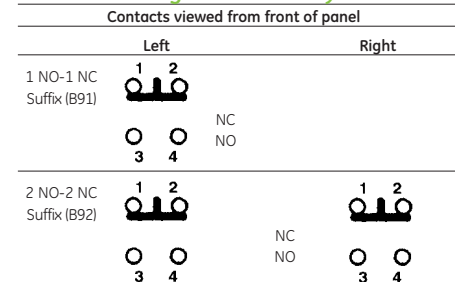 Contacts viewed from front of panel
Left Right
1 NO-1 NC
Suffix (B91)
1 2
NC
NO
3 4
2 NO-2 NC
Suffix (B92)
1 2 1 2
NC
NO
3 4 3 4